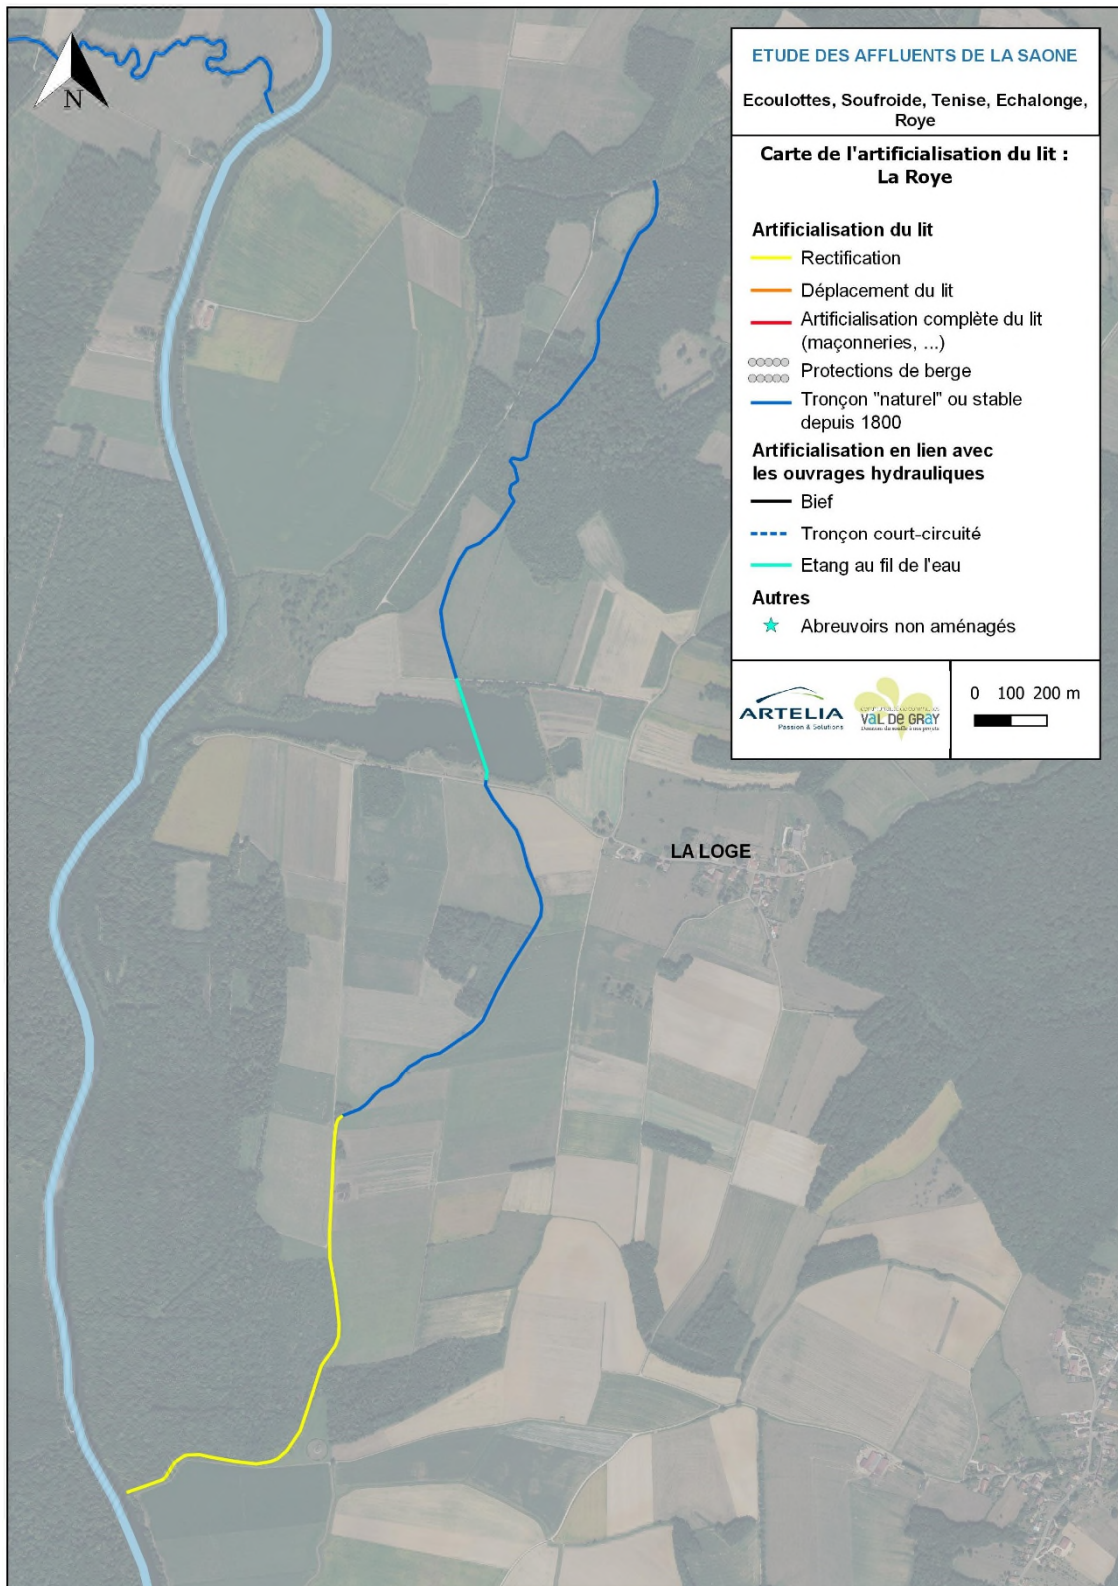 N
ETUDE DES AFFLUENTS DE LA SAONE
Ecoulottes, Soufroide, Tenise, Echalonge,
Roye
Carte de l'artificialisation du lit :
La Roye
Artificialisation du lit
Rectification
Déplacement du lit
Artificialisation complète du lit
(maçonneries, ...)
Protections de berge
Tronçon "naturel" ou stable
depuis 1800
Artificialisation en lien avec
les ouvrages hydrauliques
Bief
Tronçon court-circuité
Etang au fil de l'eau
Autres
Abreuvoirs non aménagés
ARTELIA
Passion & Solutions
VAL DE GRAY
0 100 200 m
LA LOGE